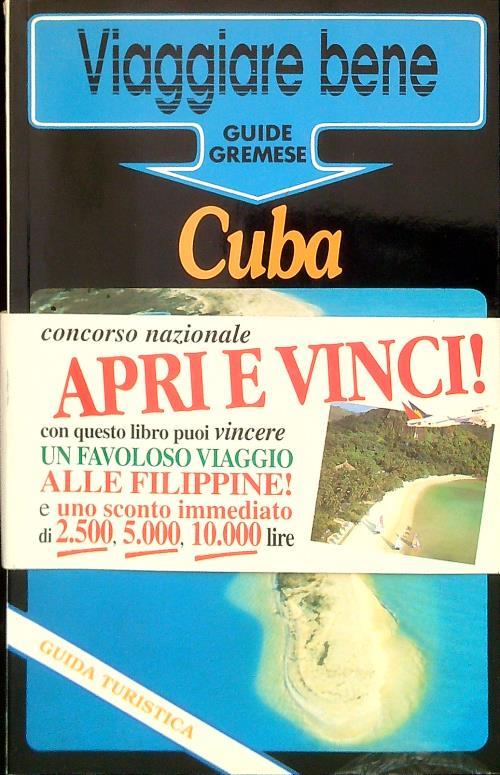 Viaggiare bene
GUIDE
GREMESE
Cuba
concorso nazionale
APRI E VINCI!
con questo libro puoi vincere
UN FAVOLOSO VIAGGIO
ALLE FILIPPINE!
e uno sconto immediato
di 2.500, 5.000, 10.000 lire
GUIDA TURISTICA